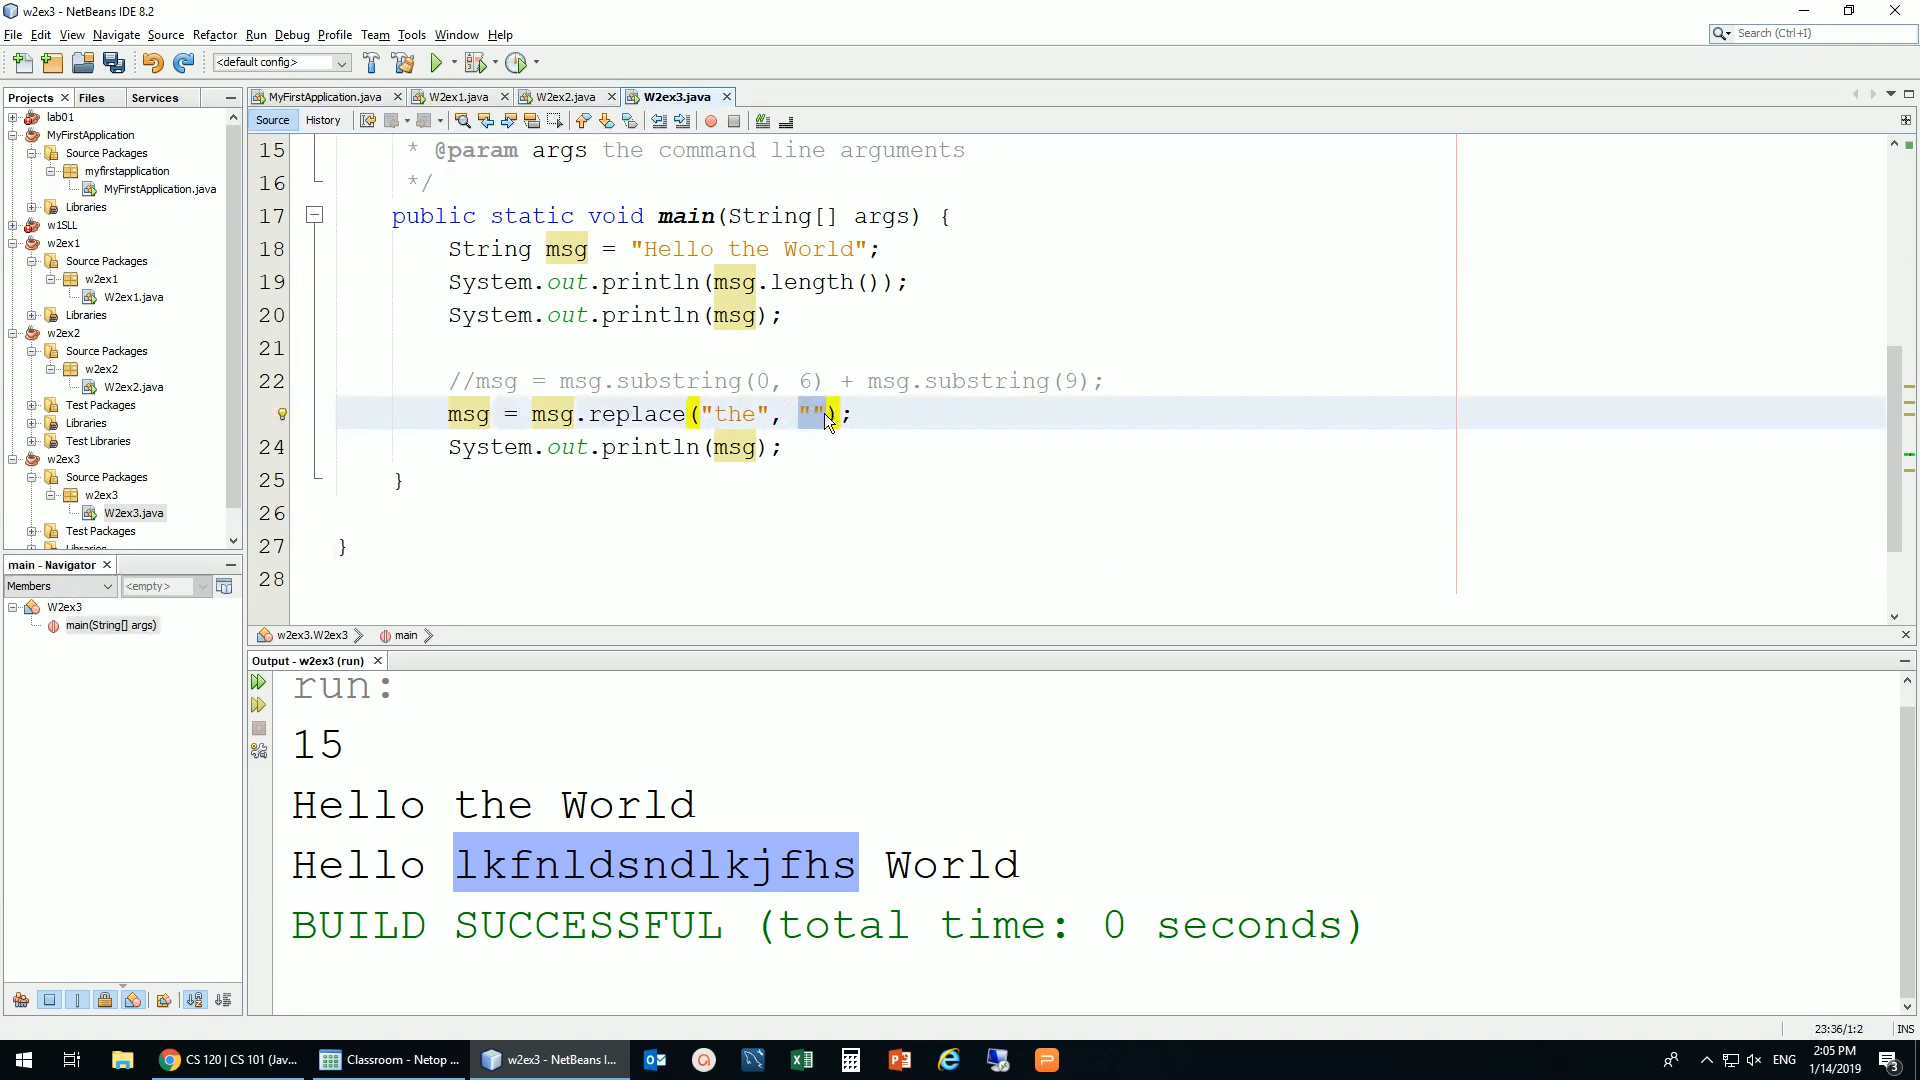 w2ex3 - NetBeans IDE 8.2
File Edit View Navigate Source Refactor Run Debug Profile Team Tools Window Help
Search (Ctrl+I)
<default config>
Projects Files Services
MyFirstApplication.java W2ex1.java W2ex2.java W2ex3.java
Source History
lab01
MyFirstApplication
Source Packages
myfirstapplication
MyFirstApplication.java
Libraries
w1SLL
w2ex1
Source Packages
w2ex1
W2ex1.java
Libraries
w2ex2
Source Packages
w2ex2
W2ex2.java
Test Packages
Libraries
Test Libraries
w2ex3
Source Packages
w2ex3
W2ex3.java
Test Packages
Libraries
15 * @param args the command line arguments
16 */
17 public static void main(String[] args) {
18 String msg = "Hello the World";
19 System.out.println(msg.length());
20 System.out.println(msg);
21
22 //msg = msg.substring(0, 6) + msg.substring(9);
msg = msg.replace("the", "");
24 System.out.println(msg);
25 }
26
27 }
28
main - Navigator
Members <empty>
W2ex3
main(String[] args)
w2ex3.W2ex3 main
Output - w2ex3 (run)
run:
15
Hello the World
Hello lkfnldsndlkjfhs World
BUILD SUCCESSFUL (total time: 0 seconds)
23:36/1:2 INS
CS 120 | CS 101 (Jav... Classroom - Netop ... w2ex3 - NetBeans I... ENG 2:05 PM
1/14/2019
3